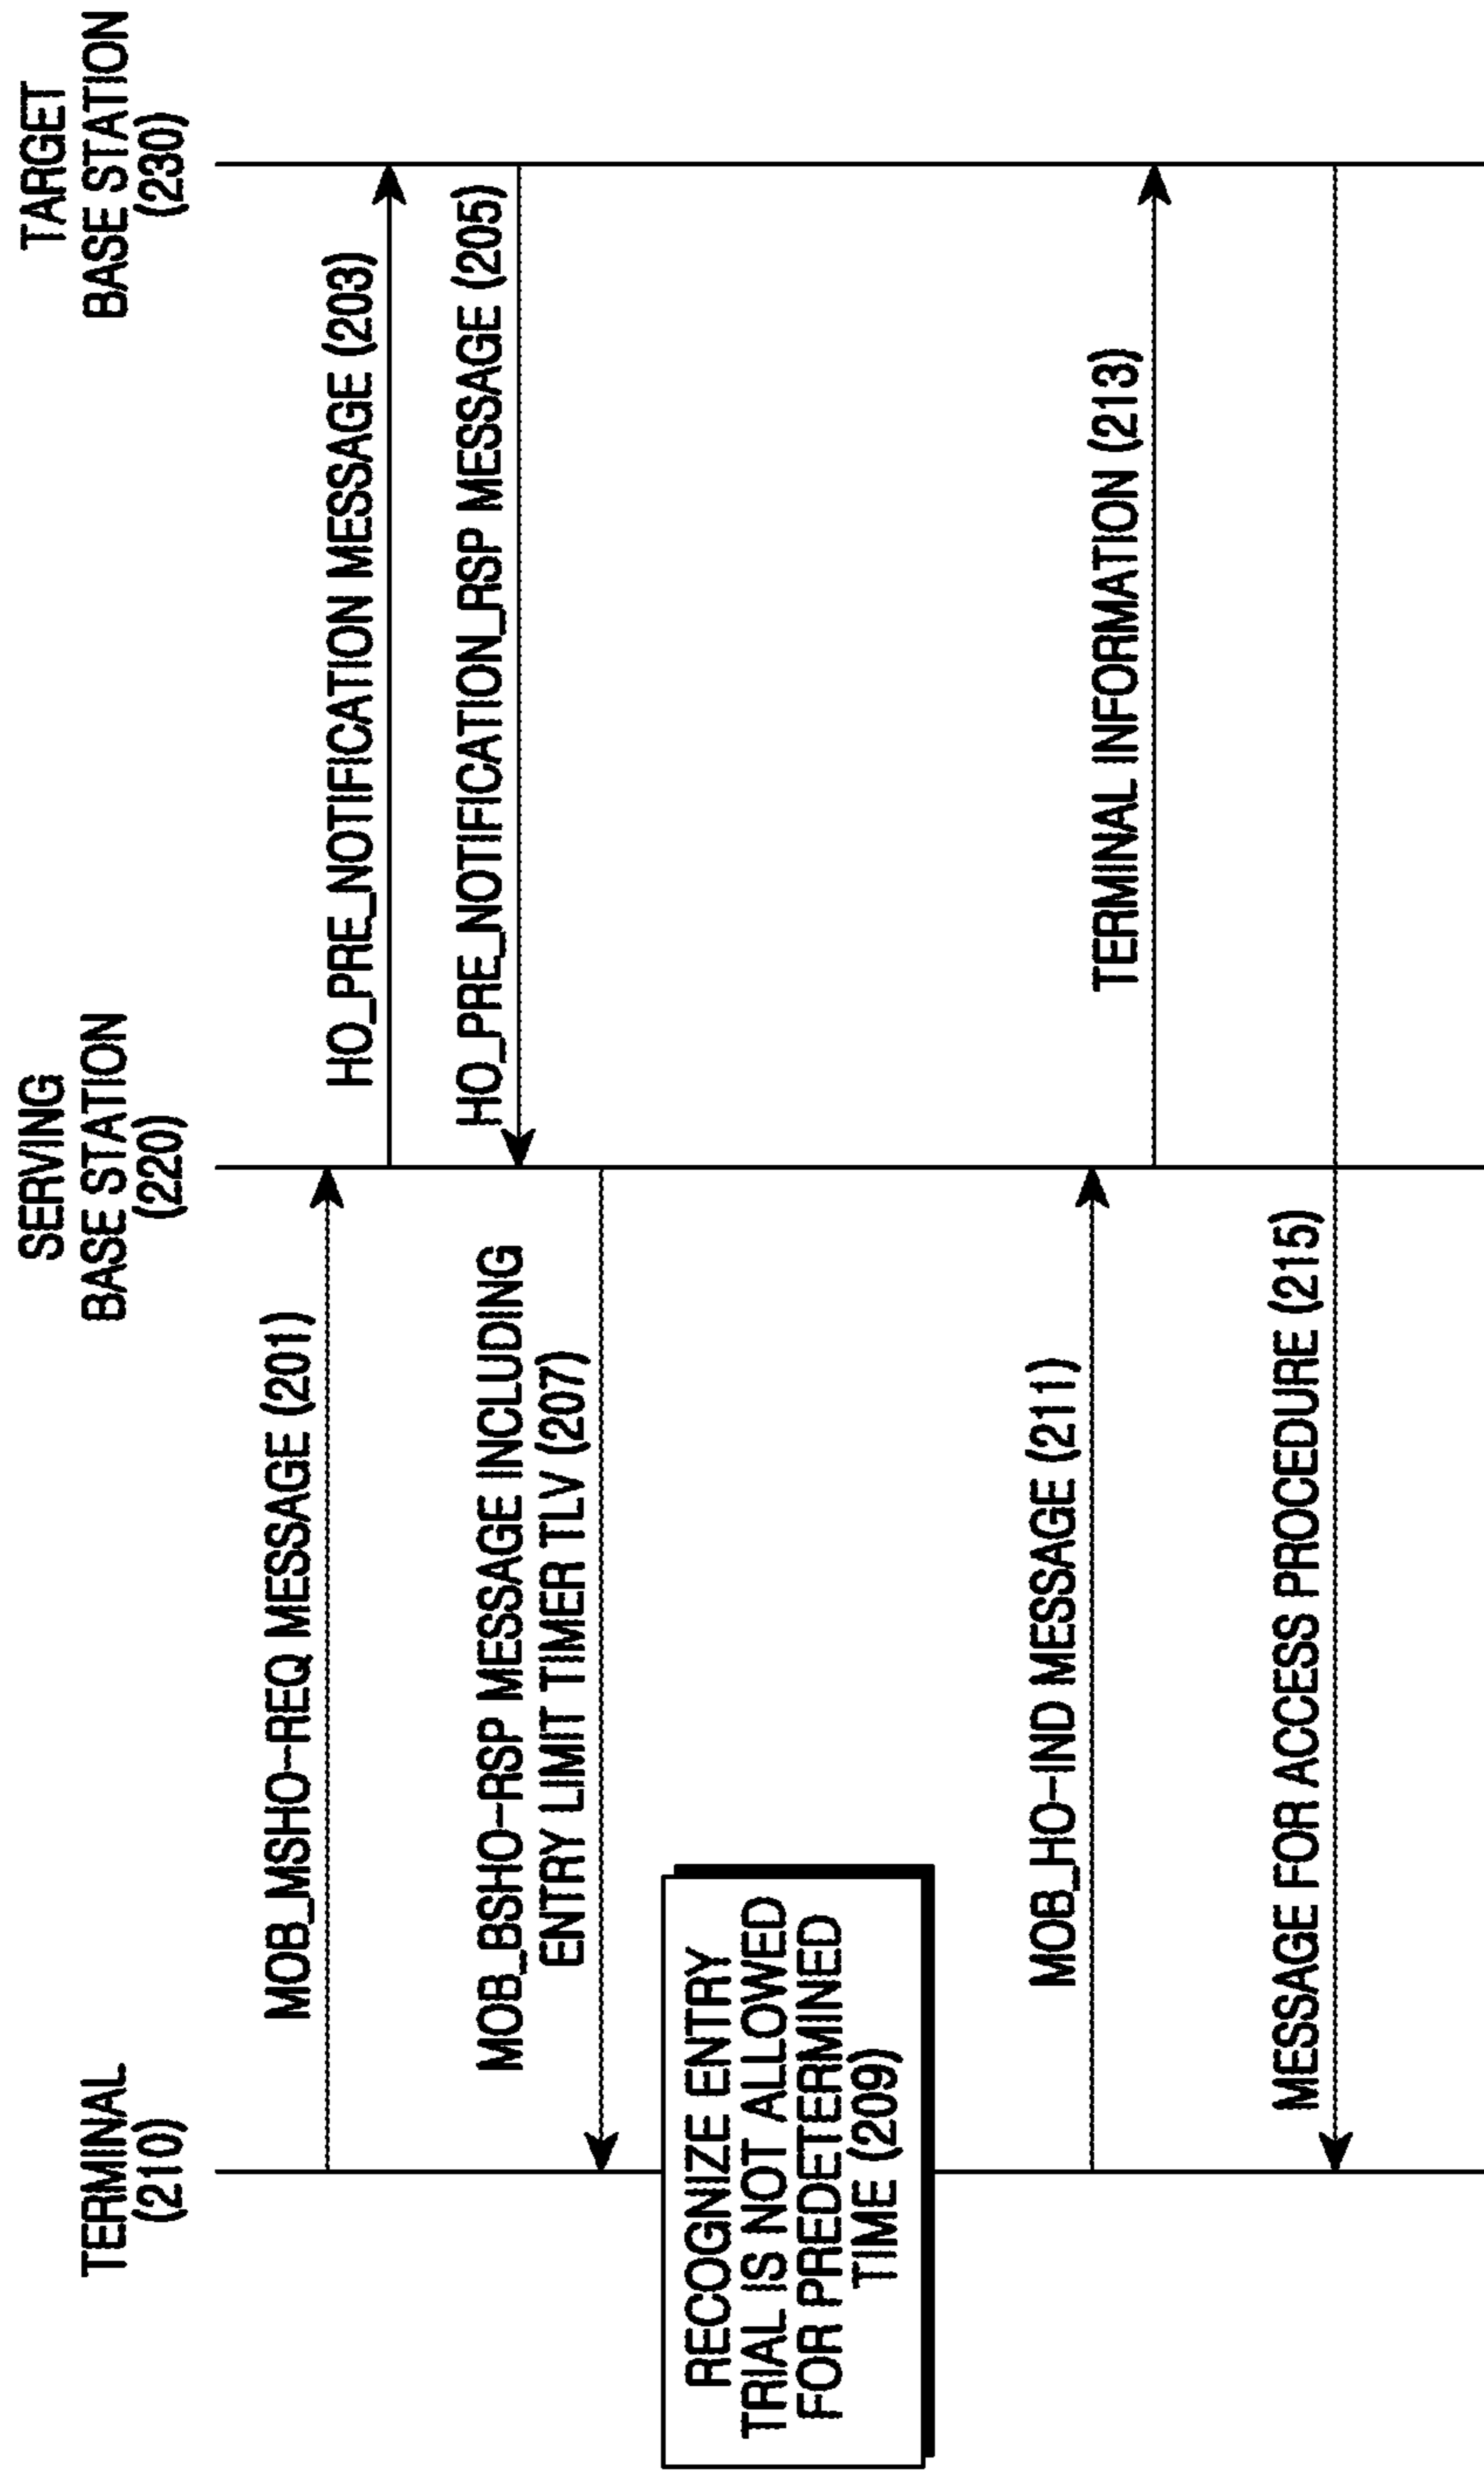 TERMINAL
(210)
SERVING
BASE STATION
(220)
TARGET
BASE STATION
(230)
MOB_MSHO-REQ MESSAGE (201)
HO_PRE_NOTIFICATION MESSAGE (203)
HO_PRE_NOTIFICATION_RSP MESSAGE (205)
MOB_BSHO-RSP MESSAGE INCLUDING
ENTRY LIMIT TIMER TLV (207)
RECOGNIZE ENTRY
TRIAL IS NOT ALLOWED
FOR PREDETERMINED
TIME (209)
MOB_HO-IND MESSAGE (211)
TERMINAL INFORMATION (213)
MESSAGE FOR ACCESS PROCEDURE (215)